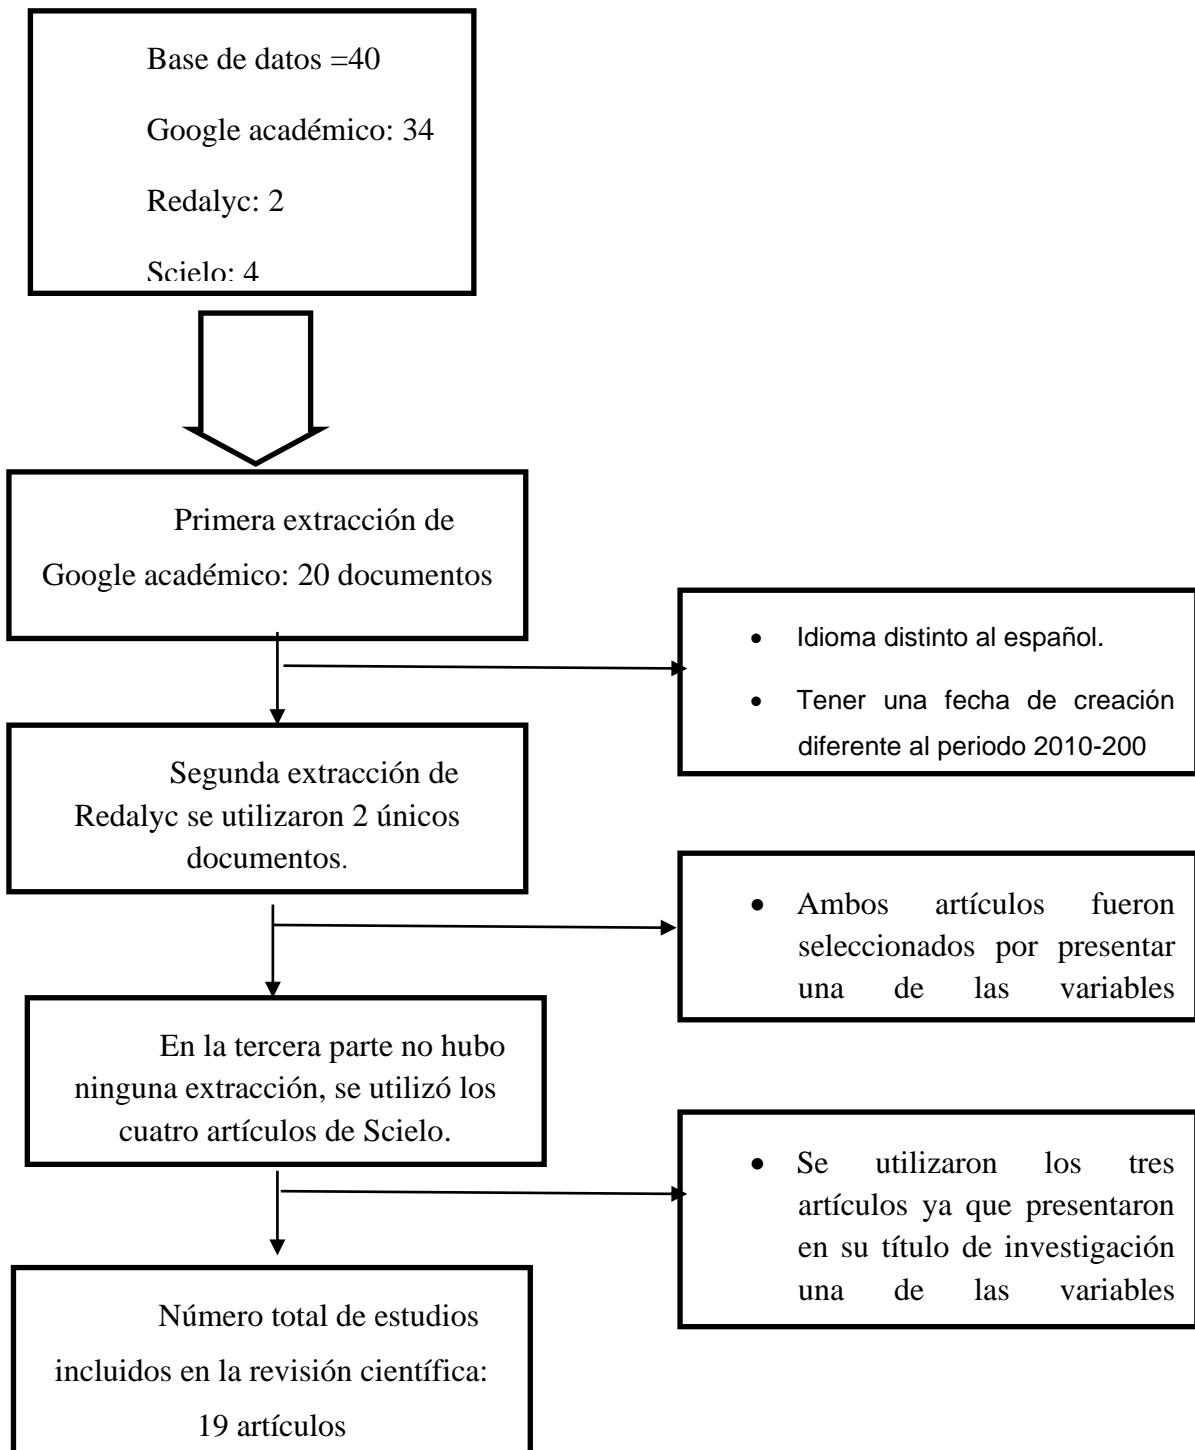 Base de datos =40
Google académico: 34
Redalyc: 2
Scielo: 4
Primera extracción de
Google académico: 20 documentos
• Idioma distinto al español.
• Tener una fecha de creación
diferente al periodo 2010-200
Segunda extracción de
Redalyc se utilizaron 2 únicos
documentos.
• Ambos artículos fueron
seleccionados por presentar
una de las variables
En la tercera parte no hubo
ninguna extracción, se utilizó los
cuatro artículos de Scielo.
• Se utilizaron los tres
artículos ya que presentaron
en su título de investigación
una de las variables
Número total de estudios
incluidos en la revisión científica:
19 artículos